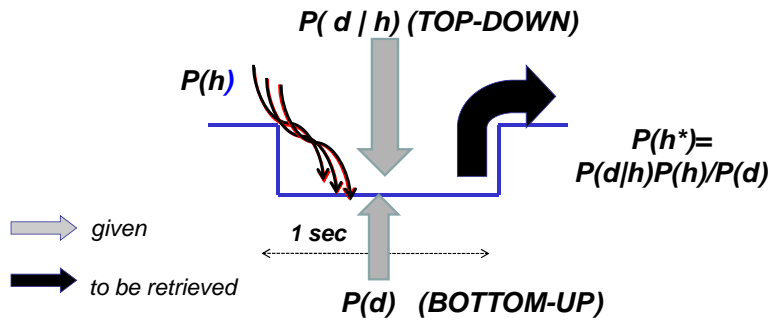 P( d | h) (TOP-DOWN)
P(h)
P(h*)=
P(d|h)P(h)/P(d)
given
1 sec
to be retrieved
P(d) (BOTTOM-UP)